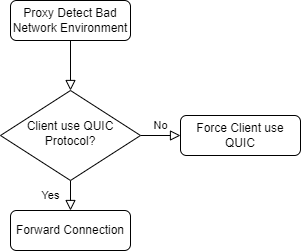 Proxy Detect Bad
Network Environment
Client use QUIC
Protocol?
No
Force Client use
QUIC
Yes
Forward Connection